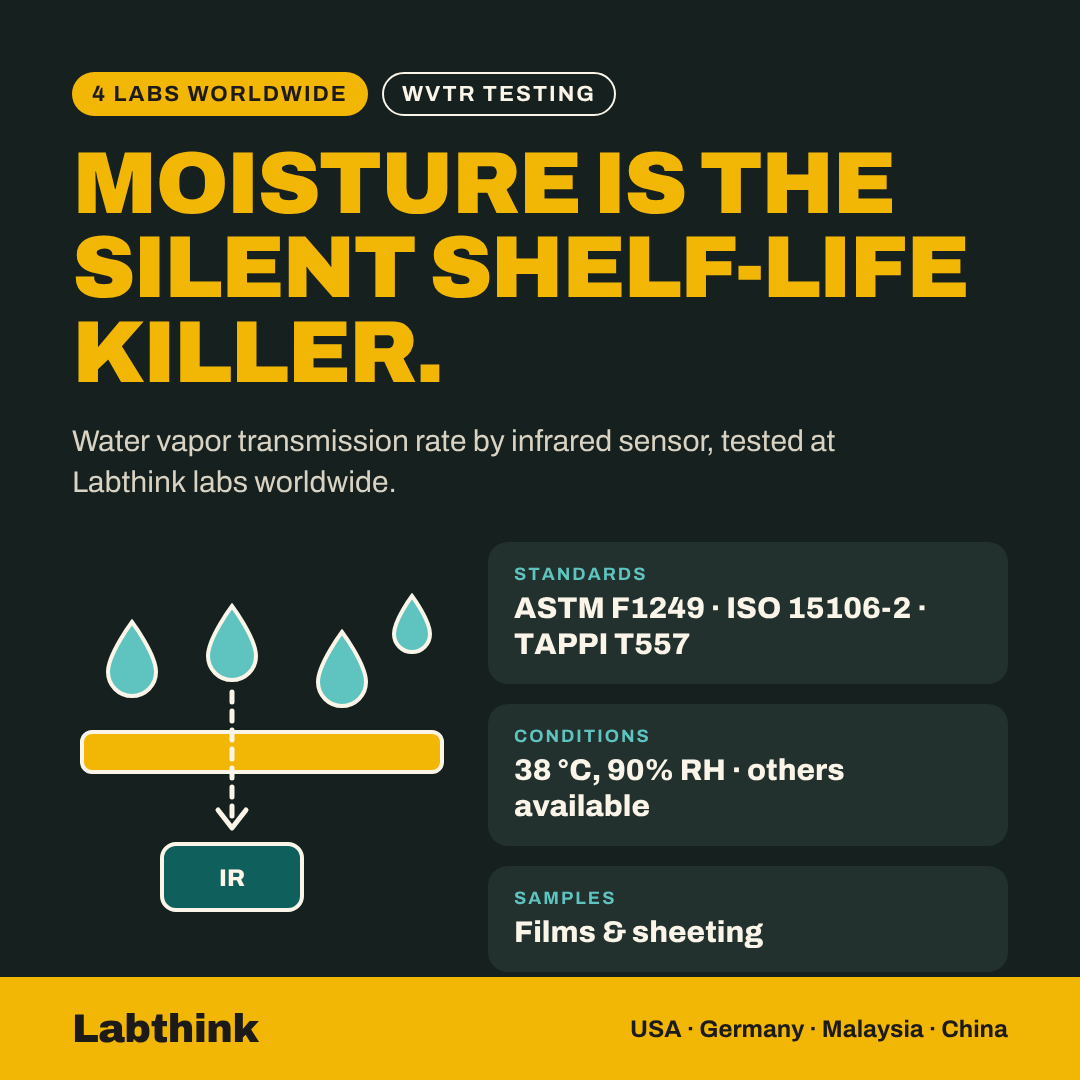 4 LABS WORLDWIDE
WVTR TESTING
MOISTURE IS THE
SILENT SHELF-LIFE
KILLER.
Water vapor transmission rate by infrared sensor, tested at
Labthink labs worldwide.
IR
STANDARDS
ASTM F1249 · ISO 15106-2 ·
TAPPI T557
CONDITIONS
38 °C, 90% RH · others
available
SAMPLES
Films & sheeting
Labthink
USA · Germany · Malaysia · China